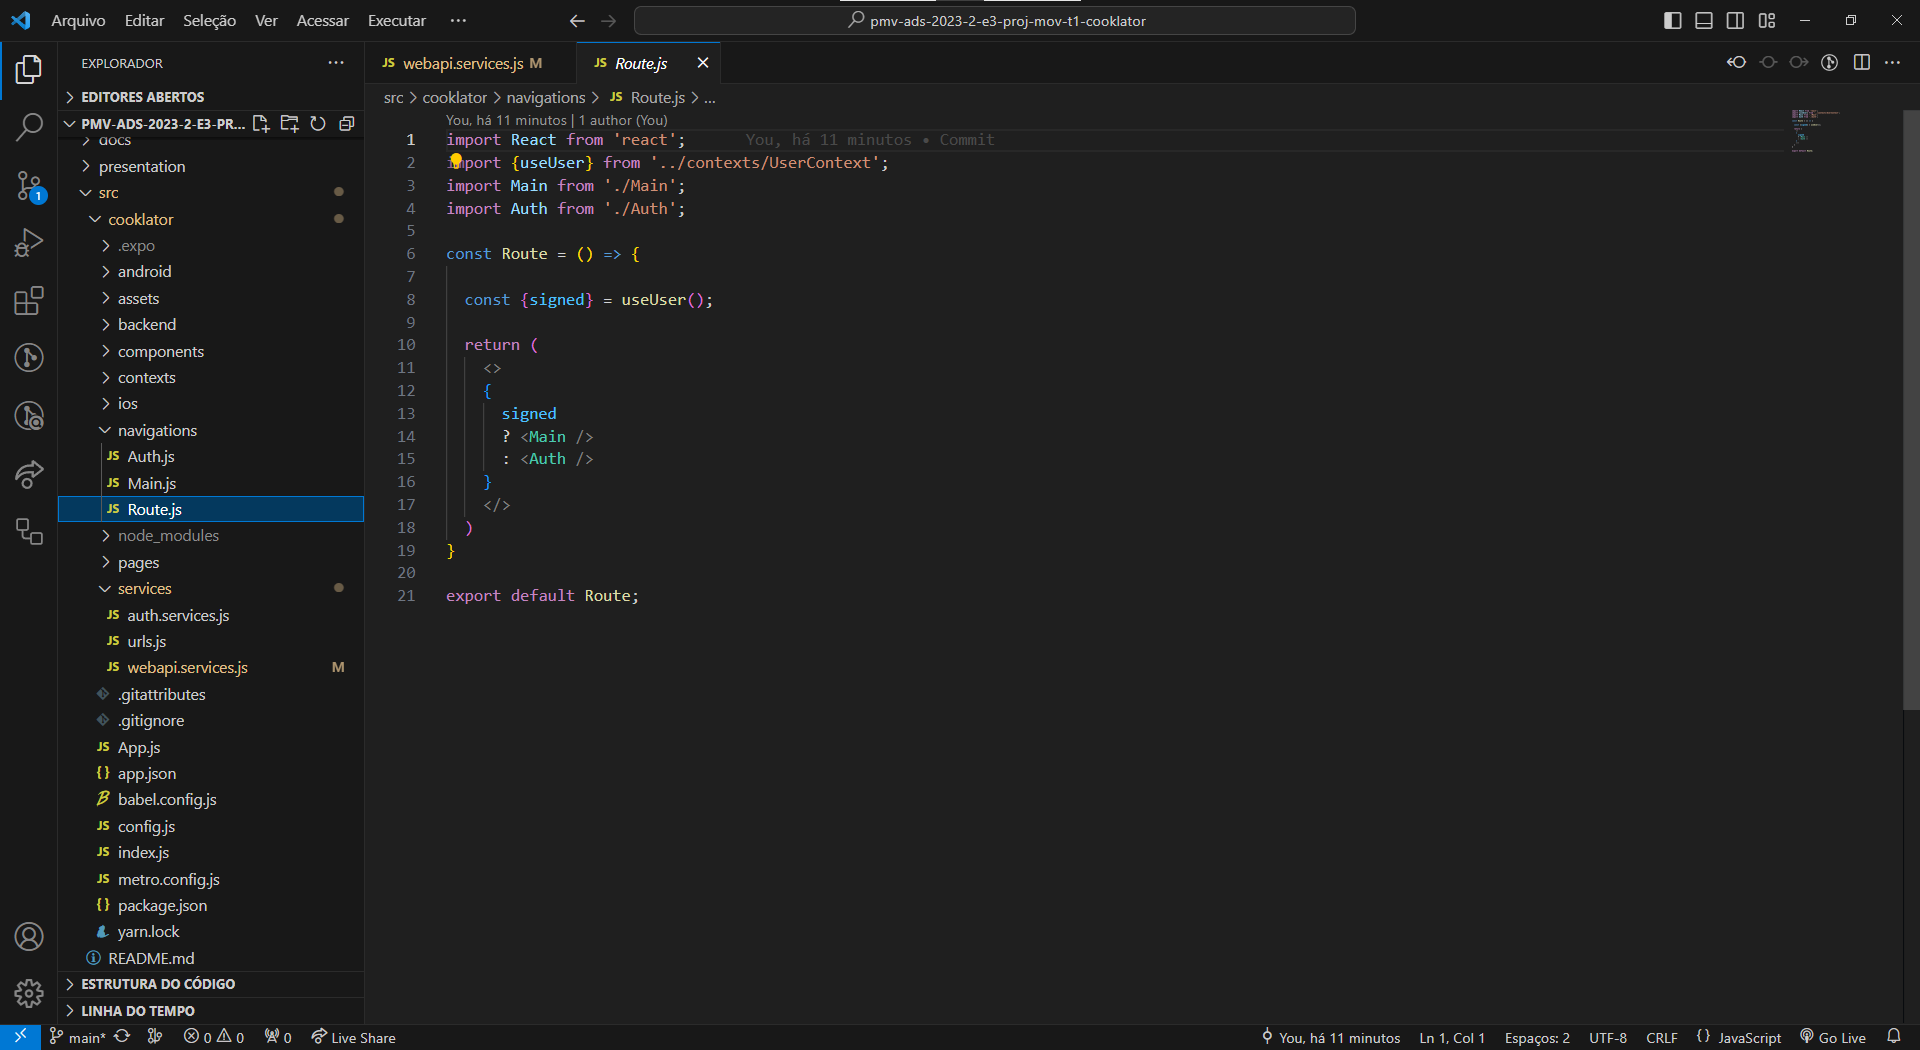 Arquivo Editar Seleção Ver Acessar Executar ···
pmv-ads-2023-2-e3-proj-mov-t1-cooklator
EXPLORADOR
EDITORES ABERTOS
PMV-ADS-2023-2-E3-PR...
docs
presentation
src
cooklator
.expo
android
assets
backend
components
contexts
ios
navigations
JS Auth.js
JS Main.js
JS Route.js
node_modules
pages
services
JS auth.services.js
JS urls.js
JS webapi.services.js M
.gitattributes
.gitignore
JS App.js
{} app.json
babel.config.js
JS config.js
JS index.js
JS metro.config.js
{} package.json
yarn.lock
README.md
ESTRUTURA DO CÓDIGO
LINHA DO TEMPO
1
JS webapi.services.js M
JS Route.js
src > cooklator > navigations > JS Route.js > ...
You, há 11 minutos | 1 author (You)
1 import React from 'react'; You, há 11 minutos • Commit
2 import {useUser} from '../contexts/UserContext';
3 import Main from './Main';
4 import Auth from './Auth';
5
6 const Route = () => {
7
8 const {signed} = useUser();
9
10 return (
11 <>
12 {
13 signed
14 ? <Main />
15 : <Auth />
16 }
17 </>
18 )
19 }
20
21 export default Route;
main* 0 0 0 Live Share
You, há 11 minutos Ln 1, Col 1 Espaços: 2 UTF-8 CRLF {} JavaScript Go Live